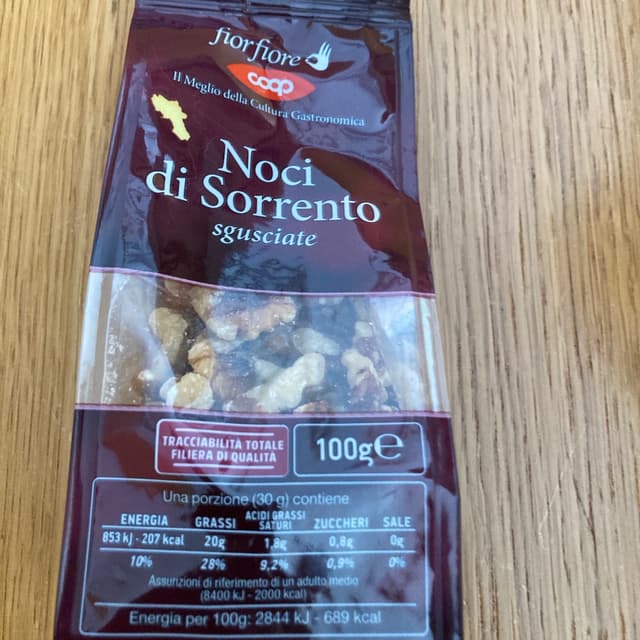 fiorfiore
coop
Il Meglio della Cultura Gastronomica
Noci
di Sorrento
sgusciate
TRACCIABILITÀ TOTALE
FILIERA DI QUALITÀ
100g℮
Una porzione (30 g) contiene
ENERGIA GRASSI ACIDI GRASSI SATURI ZUCCHERI SALE
853 kJ - 207 kcal 20g 1,8g 0,8g 0g
10% 28% 9,2% 0,9% 0%
Assunzioni di riferimento di un adulto medio
(8400 kJ - 2000 kcal)
Energia per 100g: 2844 kJ - 689 kcal